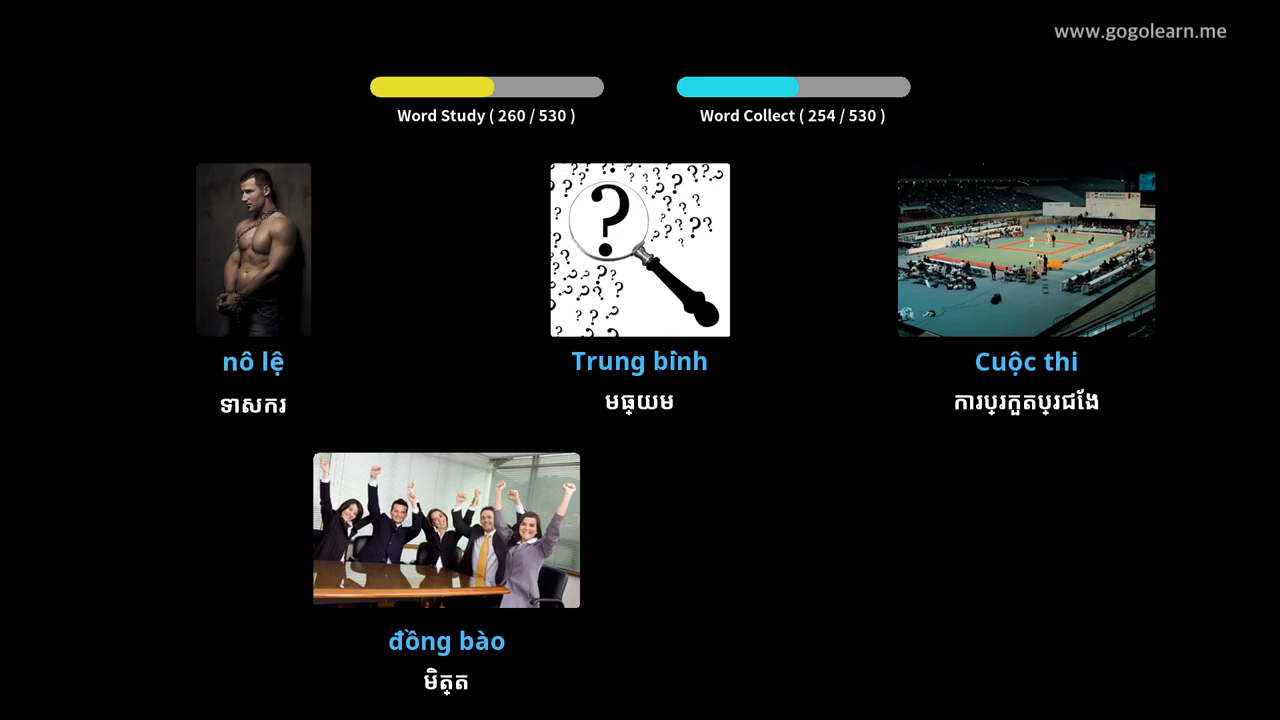 www.gogolearn.me
Word Study ( 260 / 530 )
Word Collect ( 254 / 530 )
nô lệ
Trung bình
Cuộc thi
ទាសករ
មធ្យម
ការប្រកួតប្រជែង
đồng bào
មិត្ត